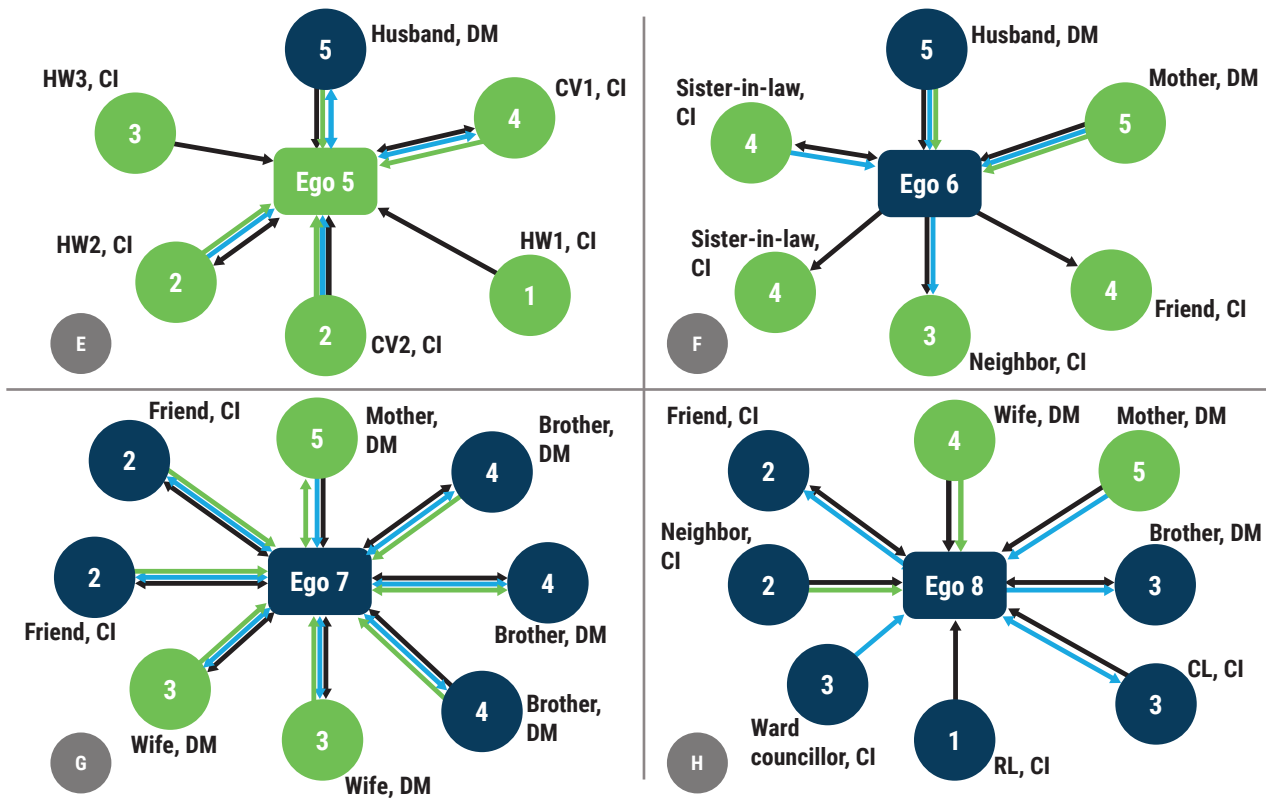 5
Husband, DM
HW3, CI
3
CV1, CI
4
Ego 5
HW2, CI
2
2
CV2, CI
HW1, CI
1
E
5
Husband, DM
Sister-in-law,
CI
4
Mother, DM
5
Ego 6
Sister-in-law,
CI
4
3
Neighbor, CI
4
Friend, CI
F
Friend, CI
2
5
Mother,
DM
Brother,
DM
4
2
Friend, CI
Ego 7
4
Brother, DM
3
Wife, DM
3
Wife, DM
4
Brother,
DM
G
Friend, CI
2
4
Wife, DM
Mother, DM
5
Neighbor,
CI
2
Ego 8
Brother, DM
3
3
Ward
councillor, CI
1
RL, CI
CL, CI
3
H